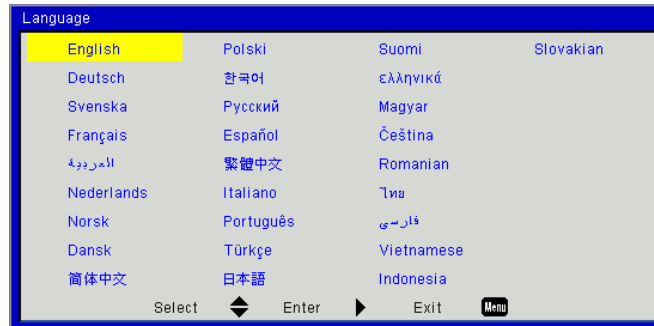 Language
English Polski Suomi Slovakian
Deutsch 한국어 ελληνικά
Svenska Русский Magyar
Français Español Čeština
العربية 繁體中文 Romanian
Nederlands Italiano ไทย
Norsk Português فارسی
Dansk Türkçe Vietnamese
简体中文 日本語 Indonesia
Select Enter Exit Menu